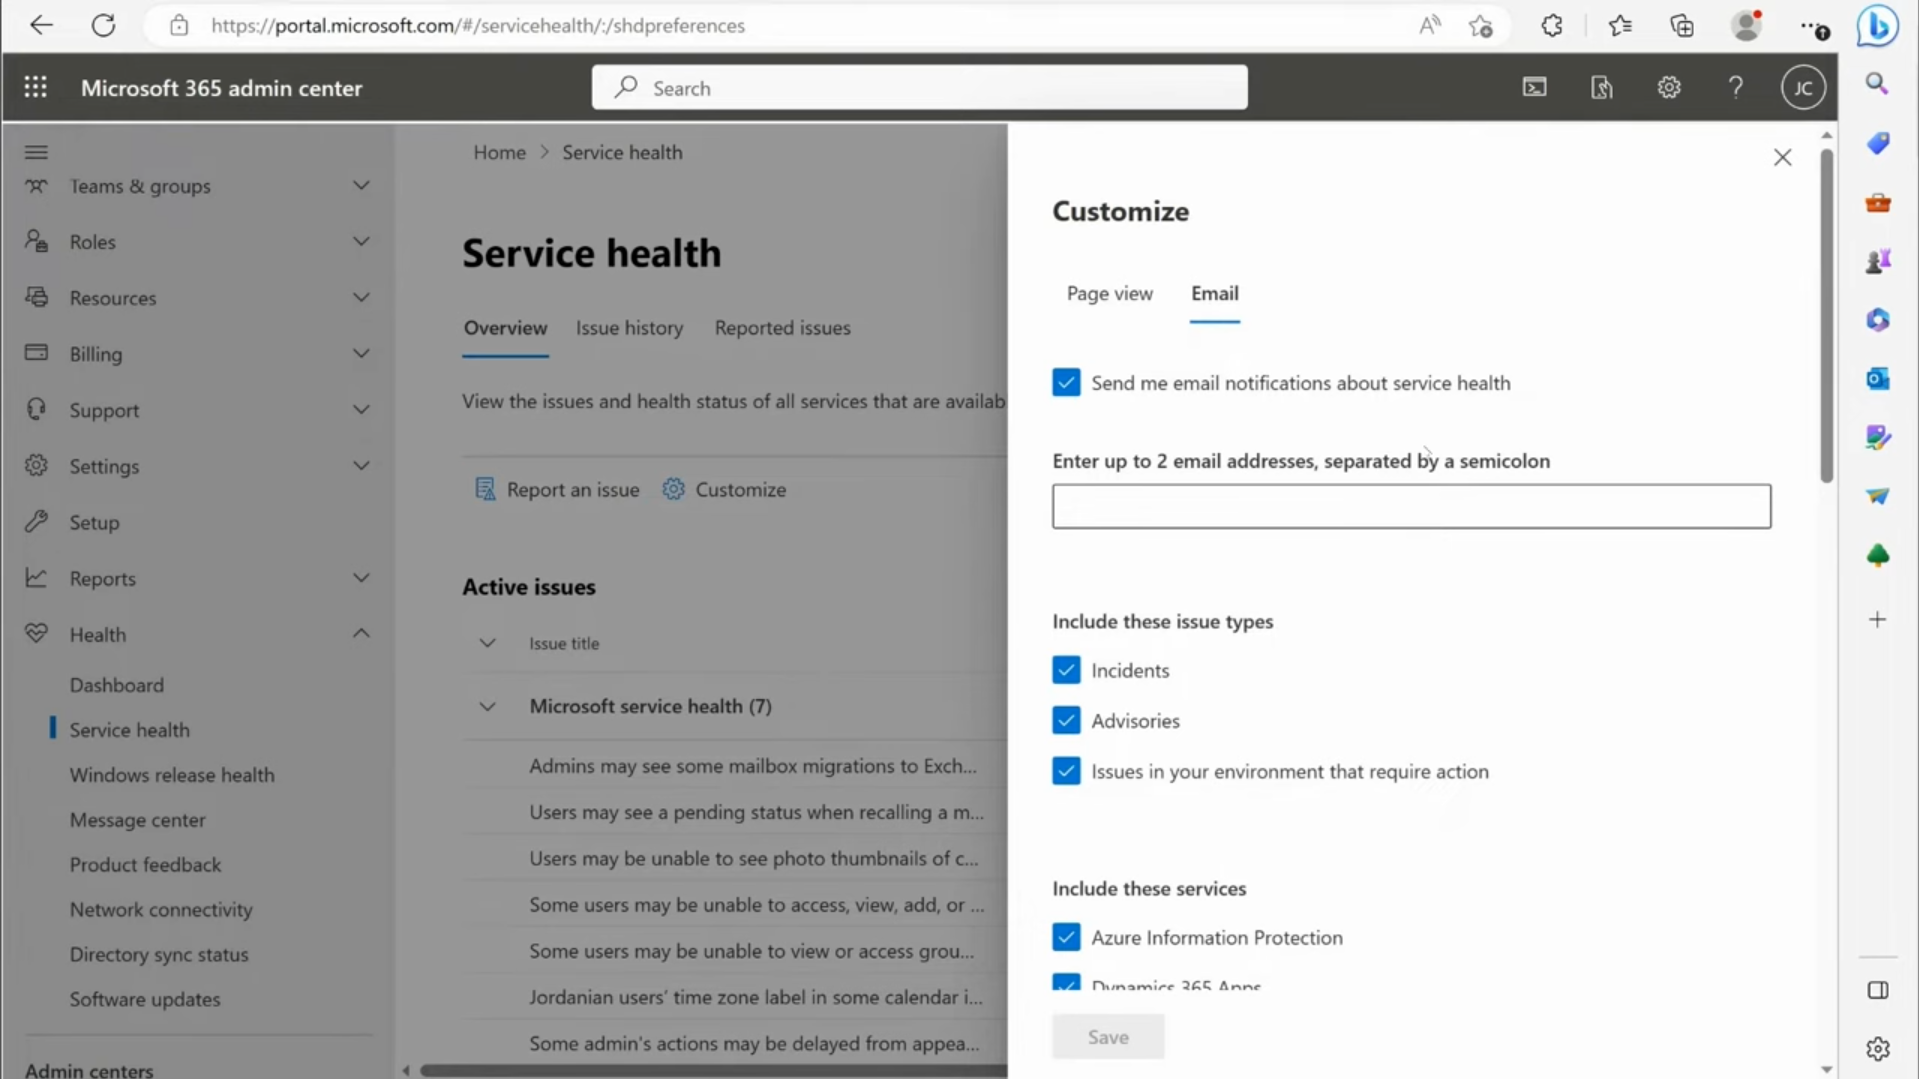 https://portal.microsoft.com/#/servicehealth/:/shdpreferences
Microsoft 365 admin center
Search
JC
Teams & groups
Roles
Resources
Billing
Support
Settings
Setup
Reports
Health
Dashboard
Service health
Windows release health
Message center
Product feedback
Network connectivity
Directory sync status
Software updates
Admin centers
Home > Service health
Service health
Overview Issue history Reported issues
View the issues and health status of all services that are availab
Report an issue Customize
Active issues
Issue title
Microsoft service health (7)
Admins may see some mailbox migrations to Exch...
Users may see a pending status when recalling a m...
Users may be unable to see photo thumbnails of c...
Some users may be unable to access, view, add, or ...
Some users may be unable to view or access grou...
Jordanian users’ time zone label in some calendar i...
Some admin's actions may be delayed from appea...
Customize
Page view Email
Send me email notifications about service health
Enter up to 2 email addresses, separated by a semicolon
Include these issue types
Incidents
Advisories
Issues in your environment that require action
Include these services
Azure Information Protection
Dynamics 365 Apps
Save